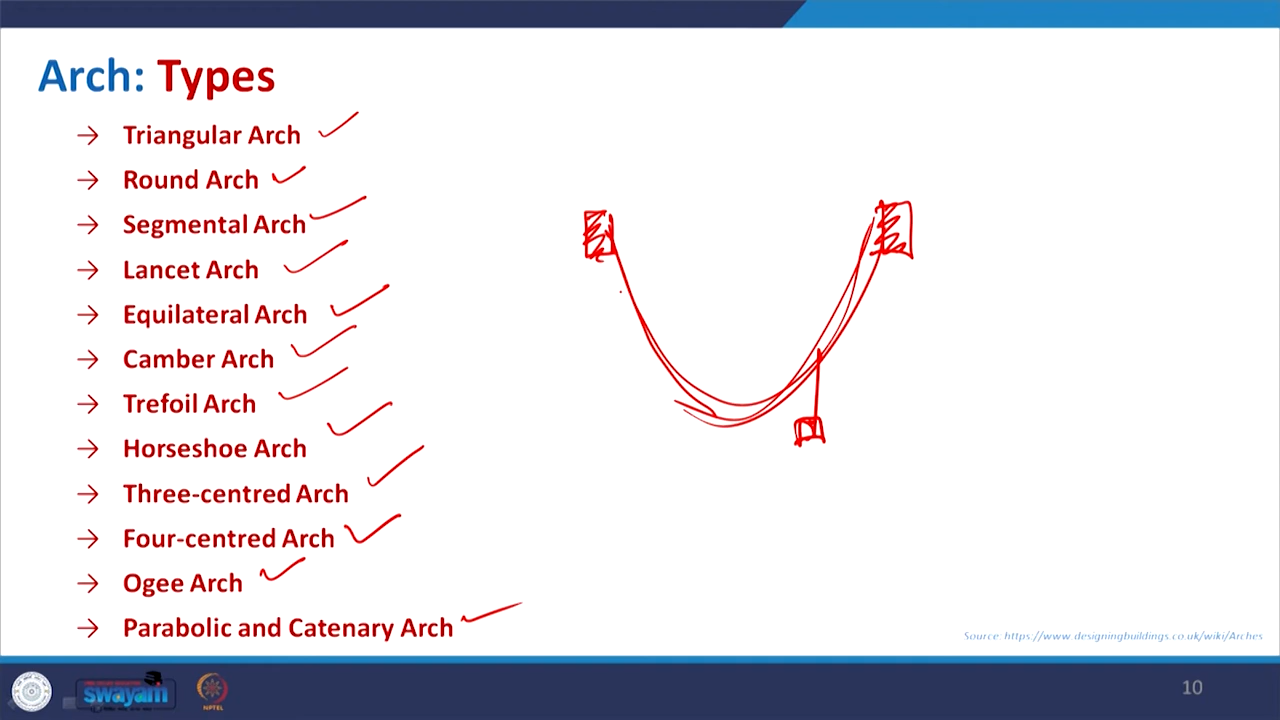 Arch: Types
→ Triangular Arch
→ Round Arch
→ Segmental Arch
→ Lancet Arch
→ Equilateral Arch
→ Camber Arch
→ Trefoil Arch
→ Horseshoe Arch
→ Three-centred Arch
→ Four-centred Arch
→ Ogee Arch
→ Parabolic and Catenary Arch
Source: https://www.designingbuildings.co.uk/wiki/Arches
swayam
NPTEL
10